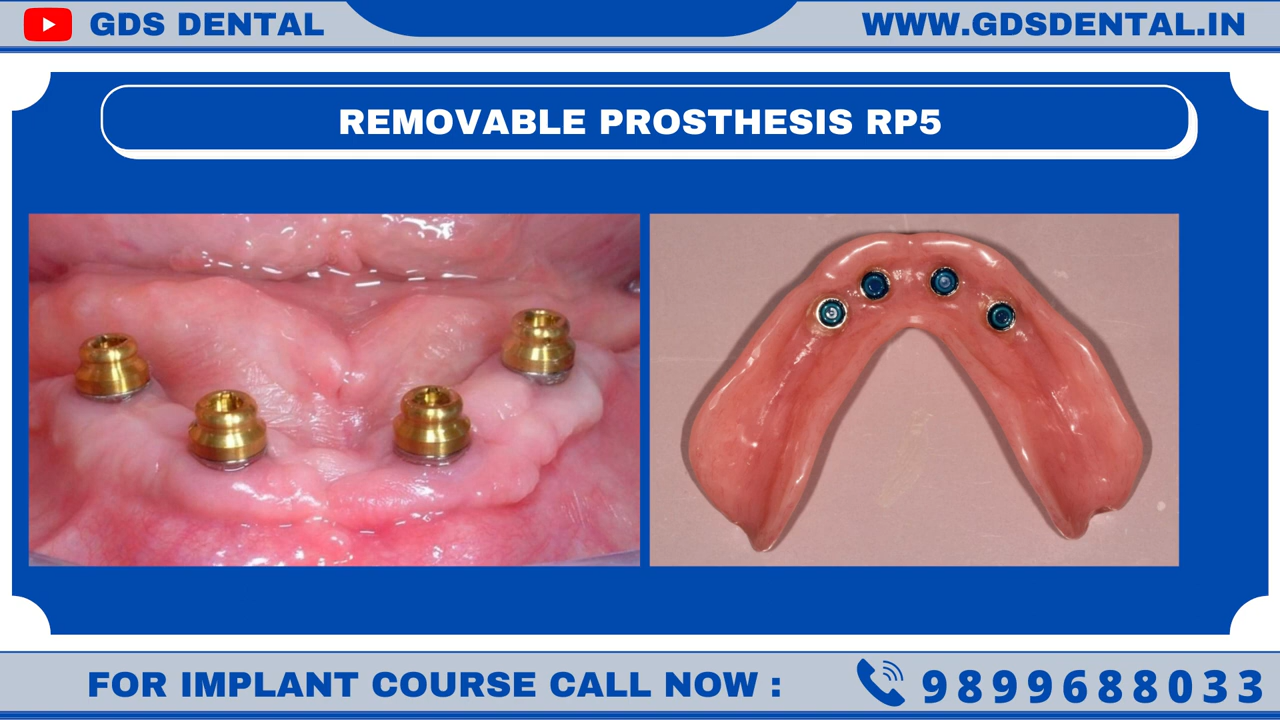 GDS DENTAL
WWW.GDSDENTAL.IN
REMOVABLE PROSTHESIS RP5
FOR IMPLANT COURSE CALL NOW :
9899688033